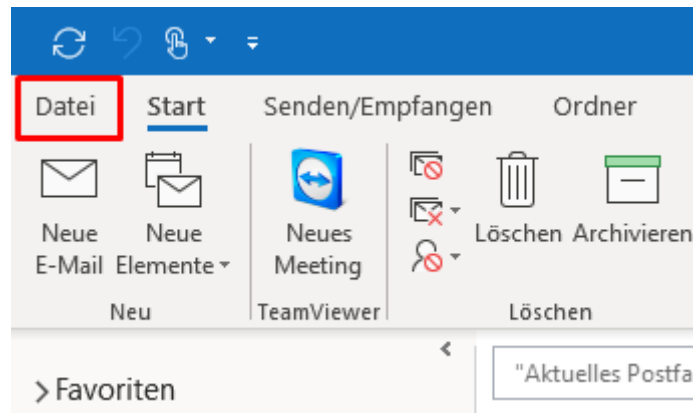 Datei Start Senden/Empfangen Ordner
Neue E-Mail
Neue Elemente
Neues Meeting
Löschen
Archivieren
Neu
TeamViewer
Löschen
"Aktuelles Postfa
Favoriten